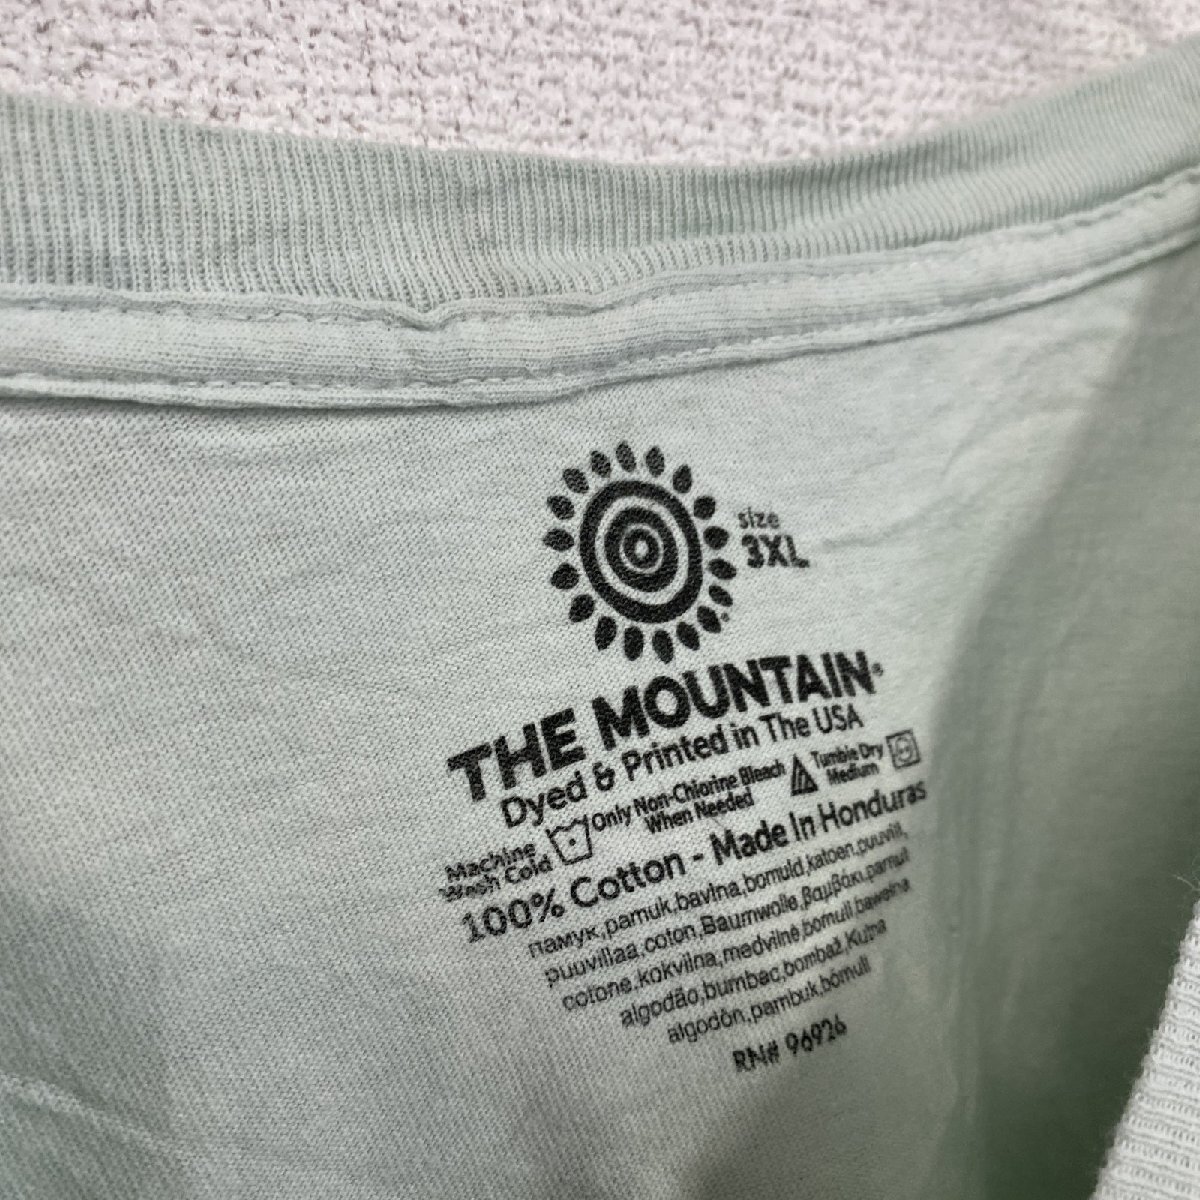 size
3XL
THE MOUNTAIN®
Dyed & Printed in The USA
Machine
Wash Cold
Only Non-Chlorine Bleach
When Needed
Tumble Dry
Medium
100% Cotton - Made In Honduras
памук,pamuk,bavlna,bomuld,katoen,puuvill,
puuvillaa,coton,Baumwolle,βαμβάκι,pamut
cotone,kokvilna,medvilnė,bomull,bawełna
algodão,bumbac,bombaž,Kutna
algodón,pambuk,bómull
RN# 96926